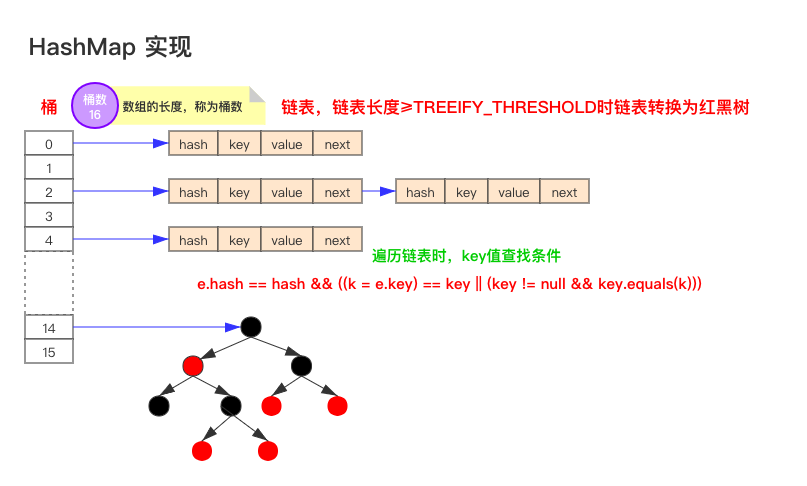 HashMap 实现
桶
桶数
16
数组的长度，称为桶数
链表，链表长度≥TREEIFY_THRESHOLD时链表转换为红黑树
0
hash key value next
1
2
hash key value next
hash key value next
3
4
hash key value next
遍历链表时，key值查找条件
e.hash == hash && ((k = e.key) == key || (key != null && key.equals(k)))
14
15